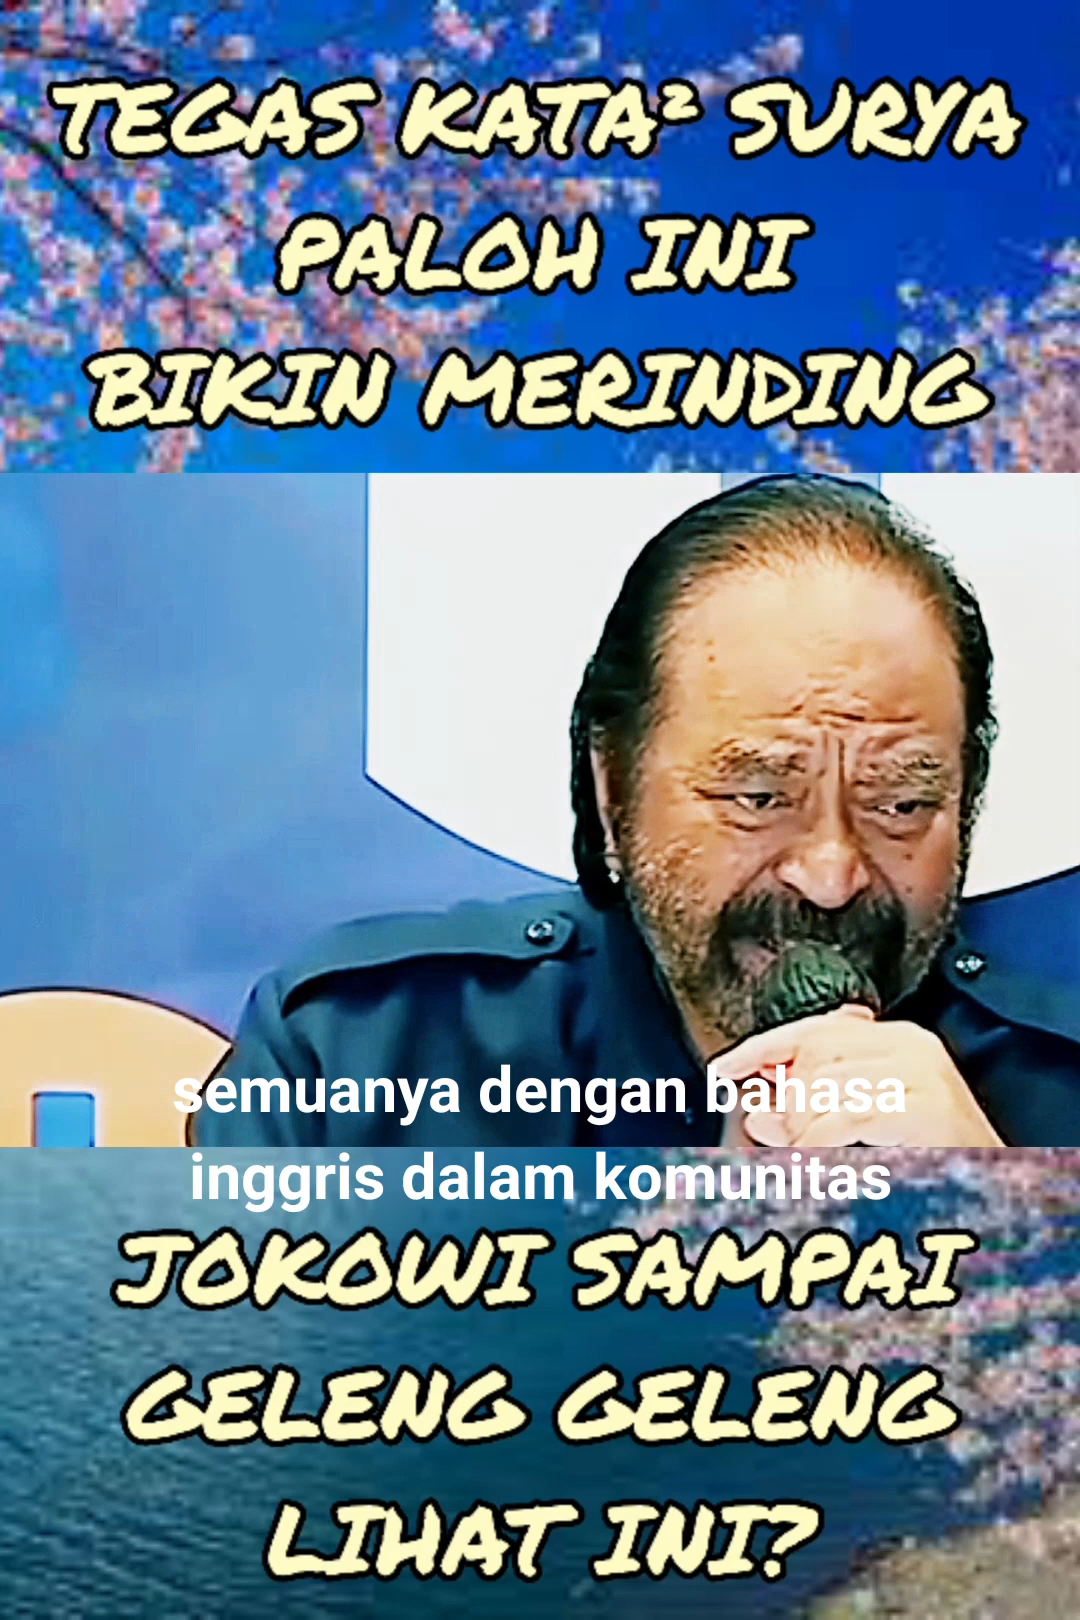 TEGAS KATA² SURYA
PALOH INI
BIKIN MERINDING
semuanya dengan bahasa
inggris dalam komunitas
JOKOWI SAMPAI
GELENG GELENG
LIHAT INI?